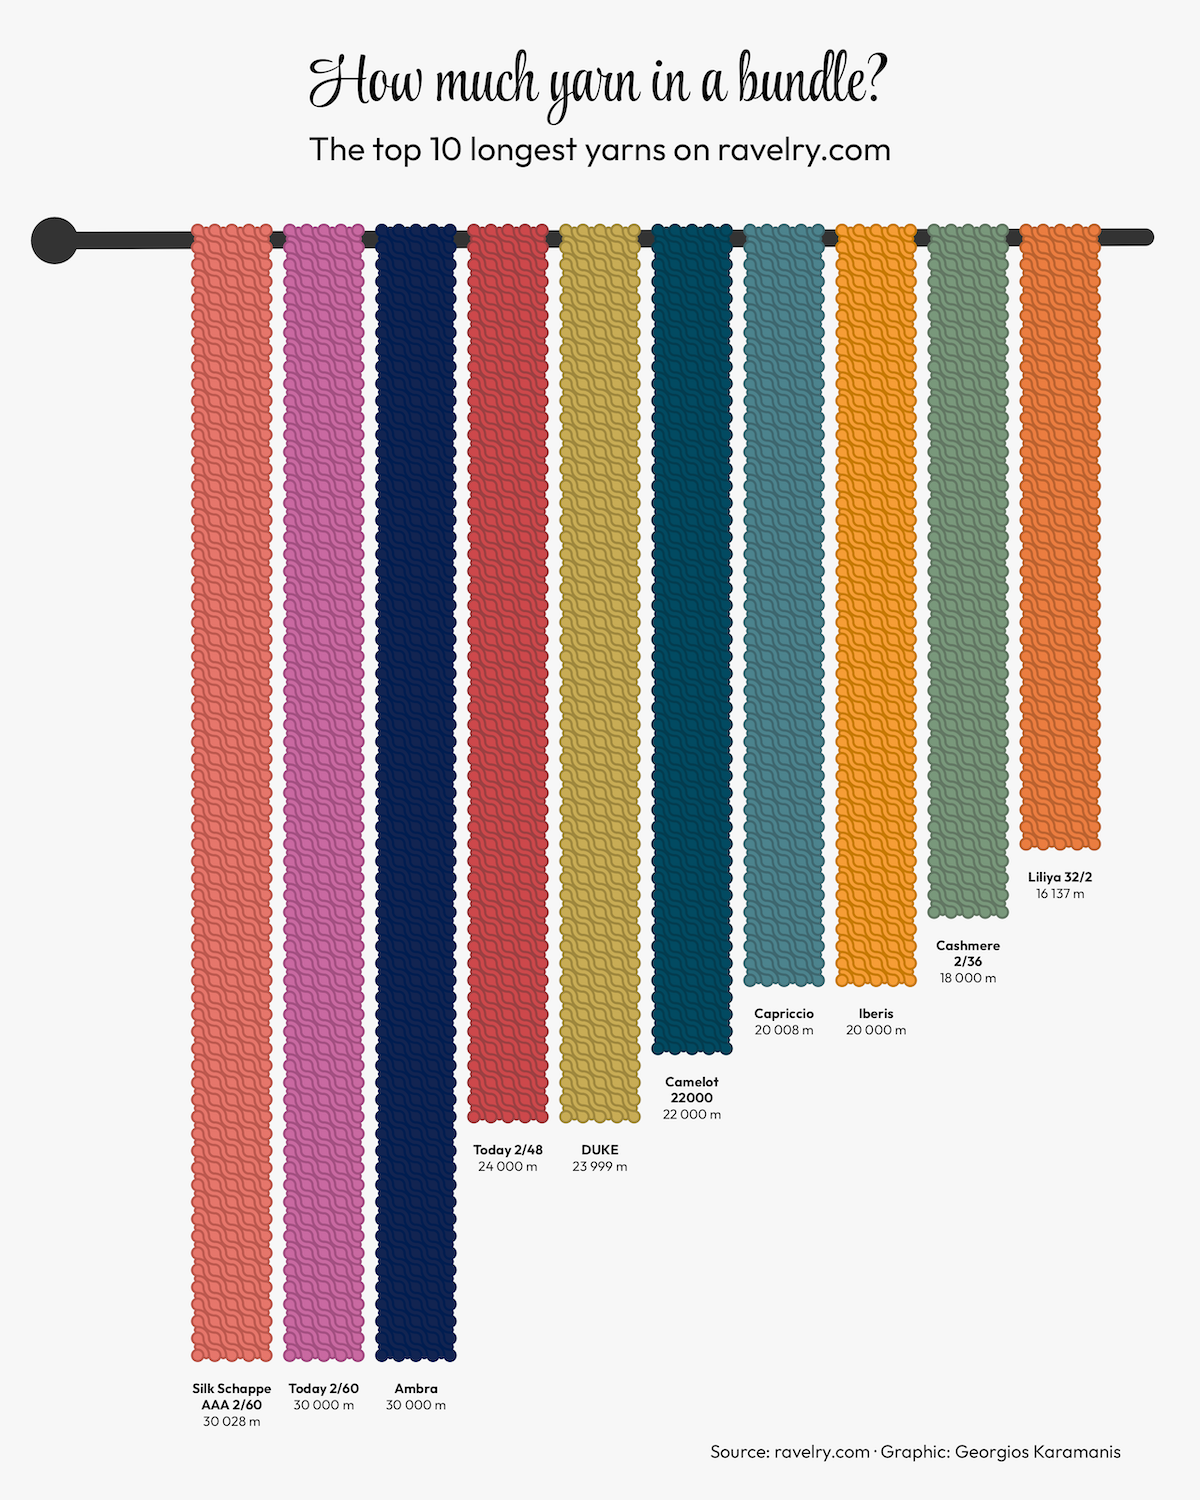 How much yarn in a bundle?
The top 10 longest yarns on ravelry.com
Silk Schappe
AAA 2/60
30 028 m
Today 2/60
30 000 m
Ambra
30 000 m
Today 2/48
24 000 m
DUKE
23 999 m
Camelot
22000
22 000 m
Capriccio
20 008 m
Iberis
20 000 m
Cashmere
2/36
18 000 m
Liliya 32/2
16 137 m
Source: ravelry.com · Graphic: Georgios Karamanis